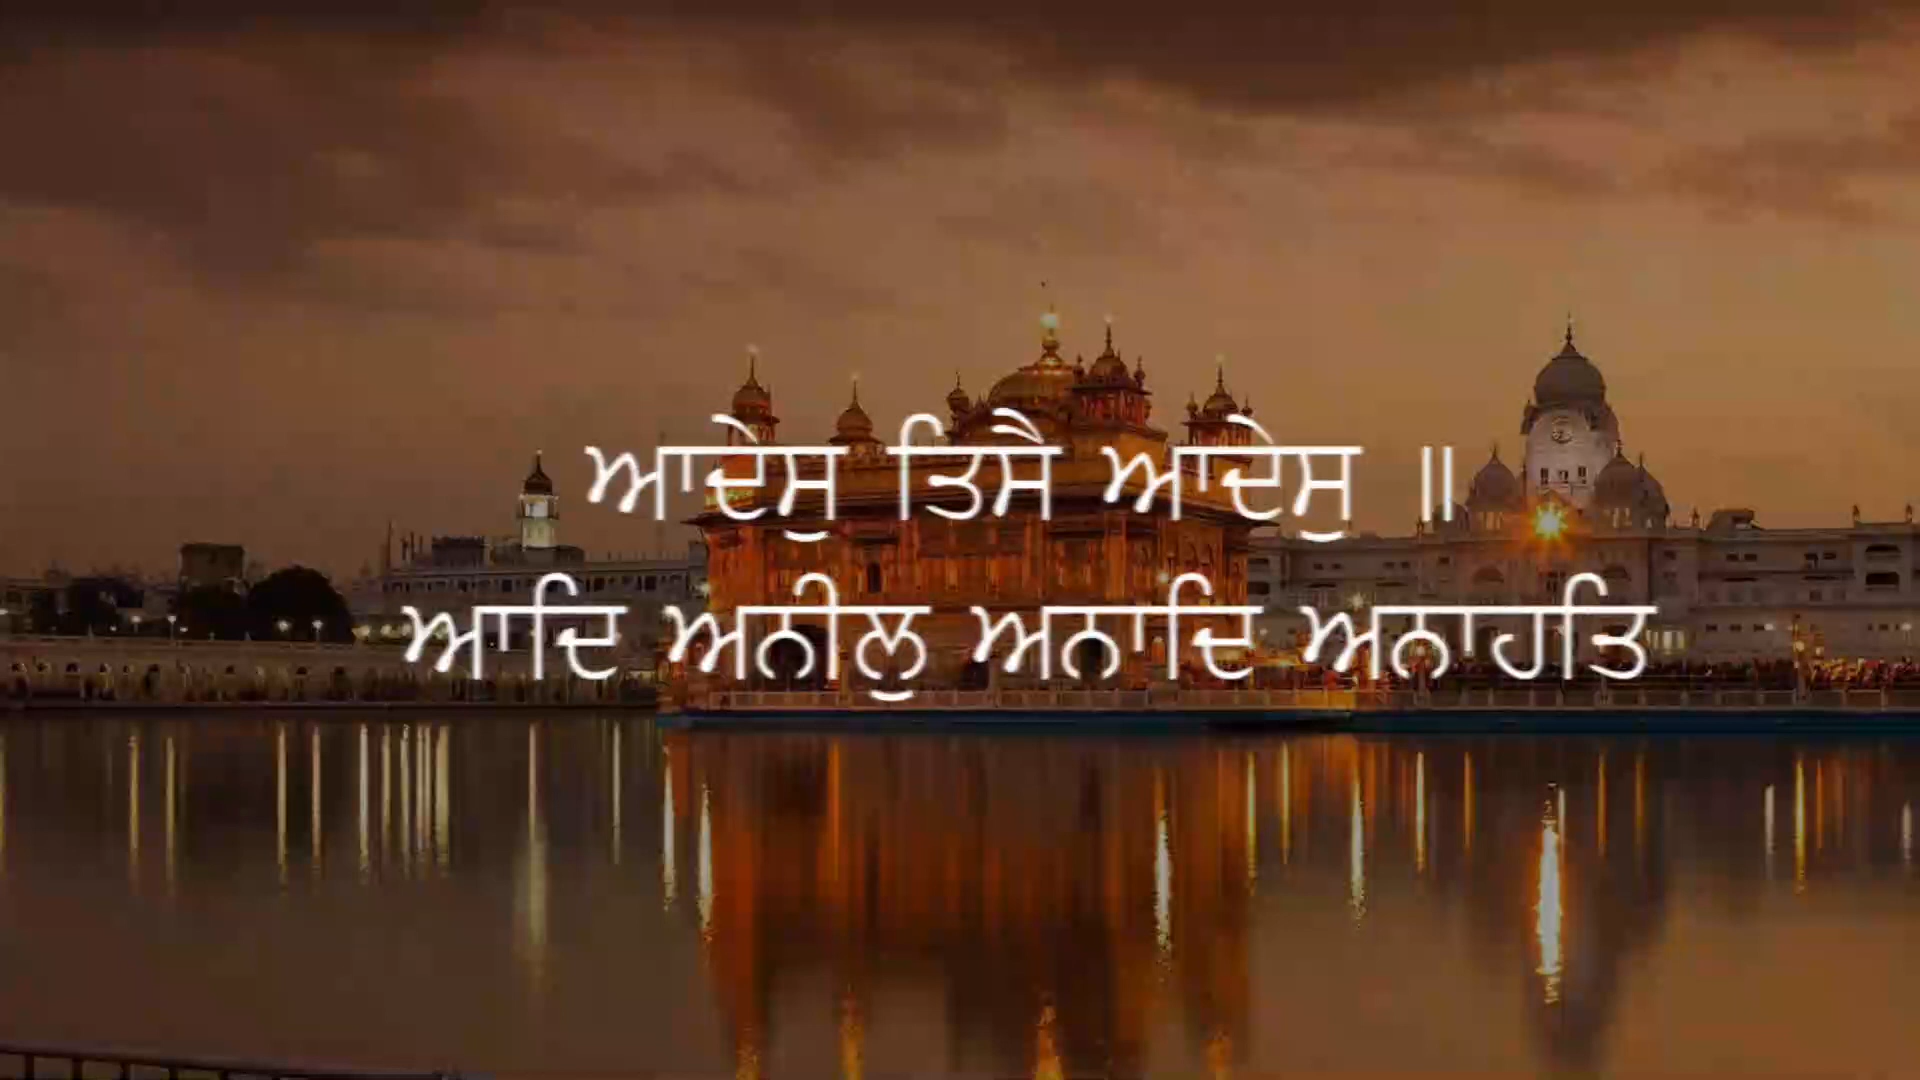 ਆਦੇਸੁ ਤਿਸੈ ਆਦੇਸੁ ॥
ਆਦਿ ਅਨੀਲੁ ਅਨਾਦਿ ਅਨਾਹਤਿ